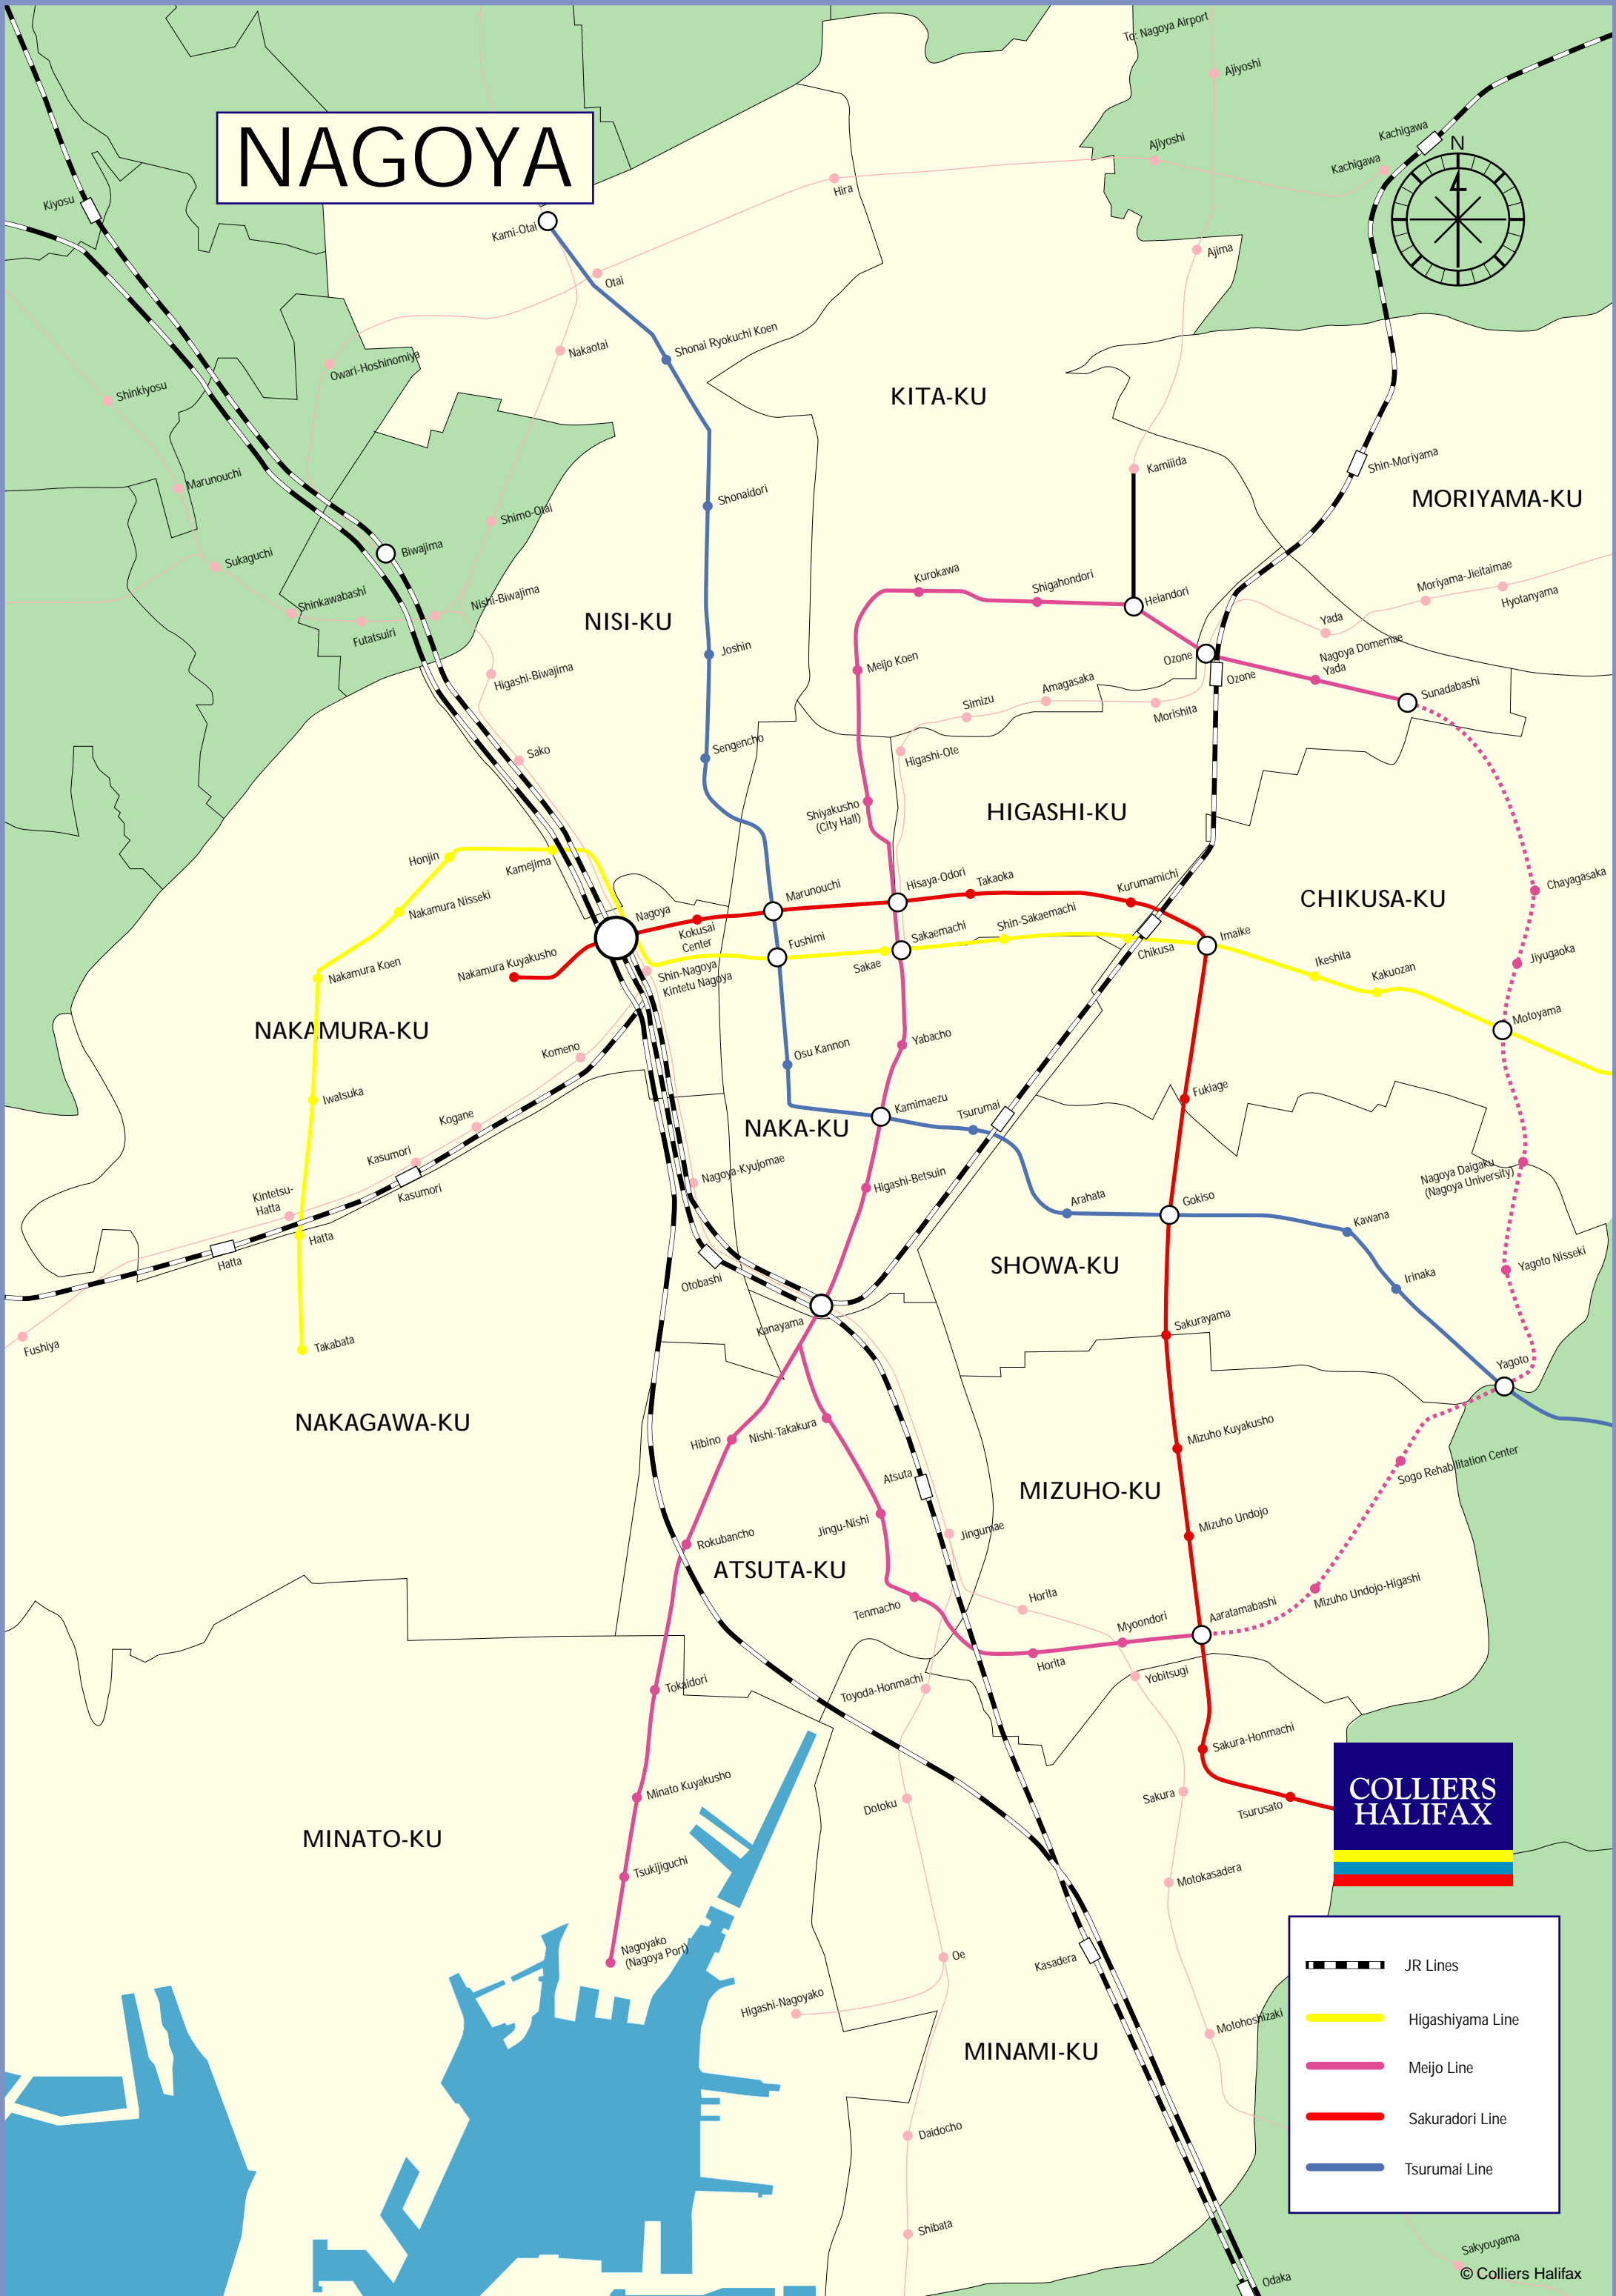 To: Nagoya Airport
Ajiyoshi
Kachigawa
N
NAGOYA
Ajiyoshi
Kachigawa
Hira
Kiyosu
Kami-Otai
Ajima
Otai
Shonai Ryokuchi Koen
Nakaotai
Owari-Hoshinomiya
Shinkiyosu
KITA-KU
Kamiida
Shin-Moriyama
MORIYAMA-KU
Marunouchi
Shonaidori
Shimo-Otai
Biwajima
Sukaguchi
Kurokawa
Shigahondori
Heiandori
Moriyama-Jieitaimae
Hyotanyama
Shinkawabashi
Nishi-Biwajima
NISI-KU
Yada
Futatsuiri
Joshin
Meijo Koen
Ozone
Nagoya Domemae
Yada
Ozone
Higashi-Biwajima
Simizu
Amagasaka
Morishita
Sunadabashi
Sengencho
Sako
Higashi-Ote
Shiyakusho
(City Hall)
HIGASHI-KU
Honjin
Kamejima
Nakamura Nisseki
Nagoya
Kokusai
Center
Marunouchi
Hisaya-Odori
Takaoka
Kurumamichi
CHIKUSA-KU
Chayagasaka
Fushimi
Sakae
Sakaemachi
Shin-Sakaemachi
Chikusa
Imaike
Ikeshita
Kakuozan
Jiyugaoka
Nakamura Koen
Nakamura Kuyakusho
Shin-Nagoya
Kintetu Nagoya
Motoyama
NAKAMURA-KU
Komeno
Osu Kannon
Yabacho
Iwatsuka
Kogane
Kamimaezu
Tsurumai
Fukiage
NAKA-KU
Kasumori
Kasumori
Nagoya-Kyujomae
Higashi-Betsuin
Nagoya Daigaku
(Nagoya University)
Kintetsu-
Hatta
Hatta
Hatta
Arahata
Gokiso
Kawana
SHOWA-KU
Otobashi
Irinaka
Yagoto Nisseki
Kanayama
Sakurayama
Fushiya
Takabata
Yagoto
NAKAGAWA-KU
Hibino
Nishi-Takakura
Mizuho Kuyakusho
Sogo Rehabilitation Center
Atsuta
MIZUHO-KU
Jingu-Nishi
Jingumae
Mizuho Undojo
Rokubancho
ATSUTA-KU
Tenmacho
Horita
Myoondori
Aaratamabashi
Mizuho Undojo-Higashi
Horita
Tokaidori
Toyoda-Honmachi
Yobitsugi
Sakura-Honmachi
Minato Kuyakusho
Dotoku
Sakura
Tsurusato
COLLIERS
HALIFAX
MINATO-KU
Tsukijiguchi
Motokasadera
Nagoyako
(Nagoya Port)
Oe
Kasadera
JR Lines
Higashi-Nagoyako
Motohoshizaki
Higashiyama Line
MINAMI-KU
Meijo Line
Sakuradori Line
Daidocho
Tsurumai Line
Shibata
Sakyouyama
© Colliers Halifax
Odaka